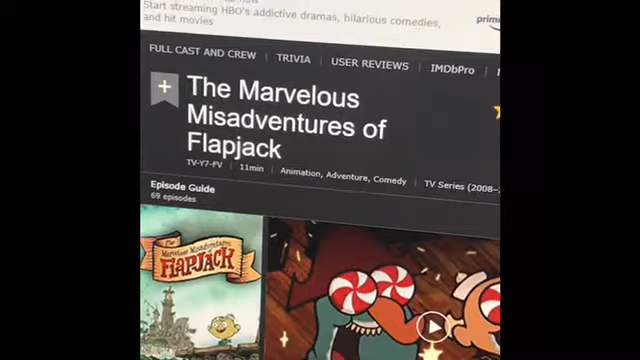 Start streaming HBO's addictive dramas, hilarious comedies,
and hit movies
prime
FULL CAST AND CREW | TRIVIA | USER REVIEWS | IMDbPro |
The Marvelous
Misadventures of
Flapjack
TV-Y7-FV | 11min | Animation, Adventure, Comedy | TV Series (2008-
Episode Guide
69 episodes
The
Marvelous Misadventures
of
FLAPJACK